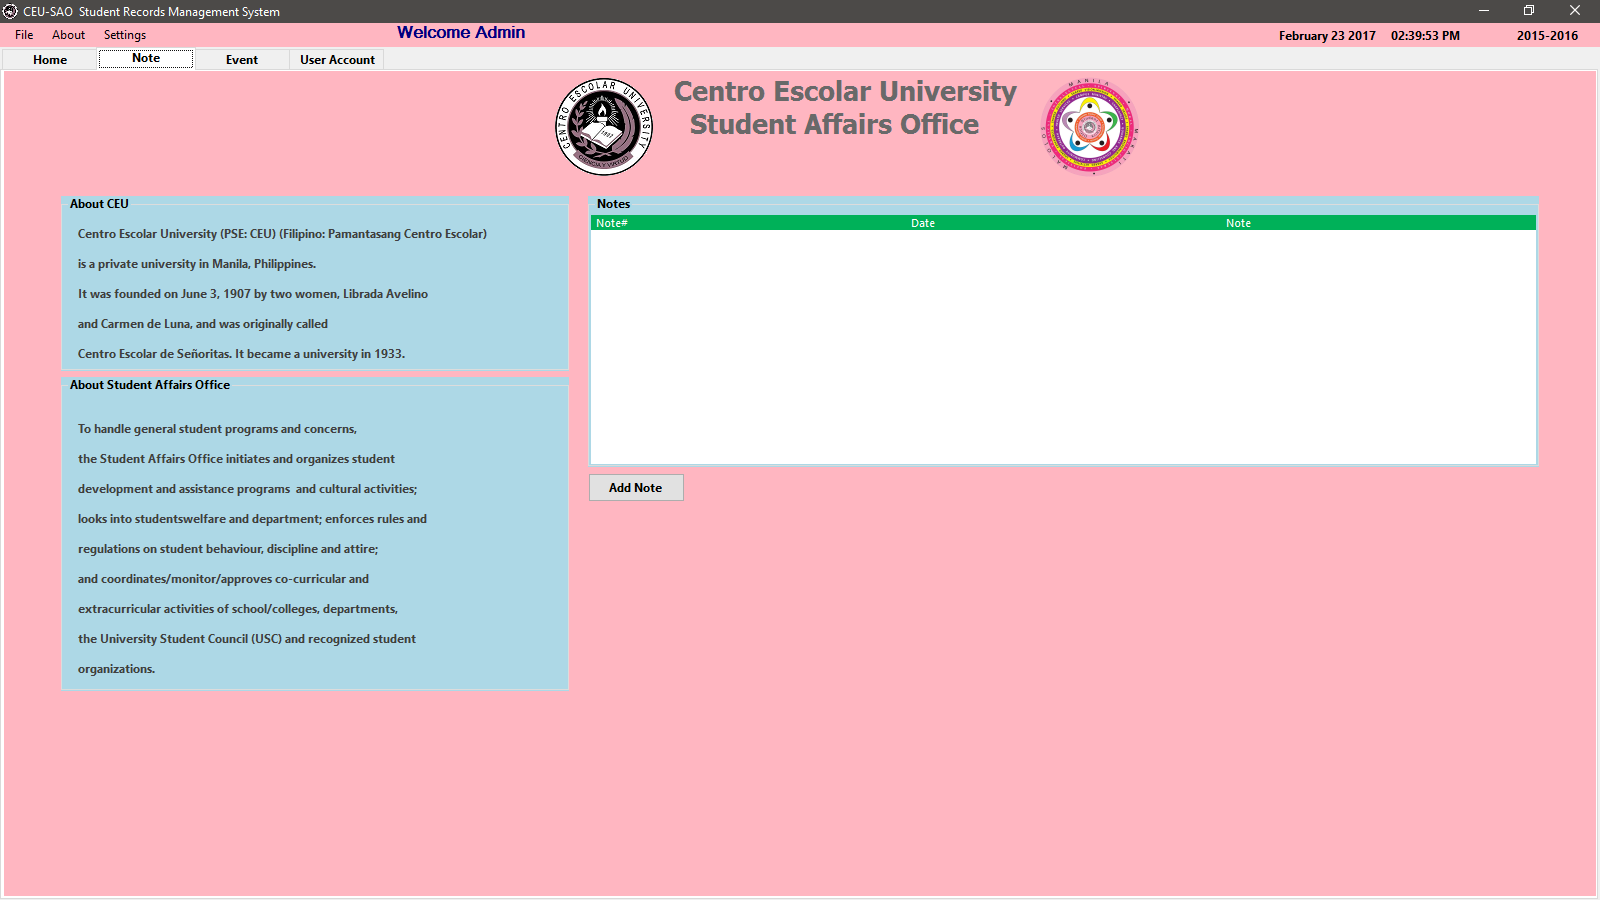 CEU-SAO  Student Records Management System
File About Settings
Welcome Admin
February 23 2017 02:39:53 PM 2015-2016
Home Note Event User Account
CENTRO ESCOLAR UNIVERSITY
1907
CIENCIA Y VIRTUD
Centro Escolar University
Student Affairs Office
MANILA
MAKATI
MALOLOS
About CEU
Centro Escolar University (PSE: CEU) (Filipino: Pamantasang Centro Escolar)
is a private university in Manila, Philippines.
It was founded on June 3, 1907 by two women, Librada Avelino
and Carmen de Luna, and was originally called
Centro Escolar de Señoritas. It became a university in 1933.
About Student Affairs Office
To handle general student programs and concerns,
the Student Affairs Office initiates and organizes student
development and assistance programs  and cultural activities;
looks into studentswelfare and department; enforces rules and
regulations on student behaviour, discipline and attire;
and coordinates/monitor/approves co-curricular and
extracurricular activities of school/colleges, departments,
the University Student Council (USC) and recognized student
organizations.
Notes
Note# Date Note
Add Note